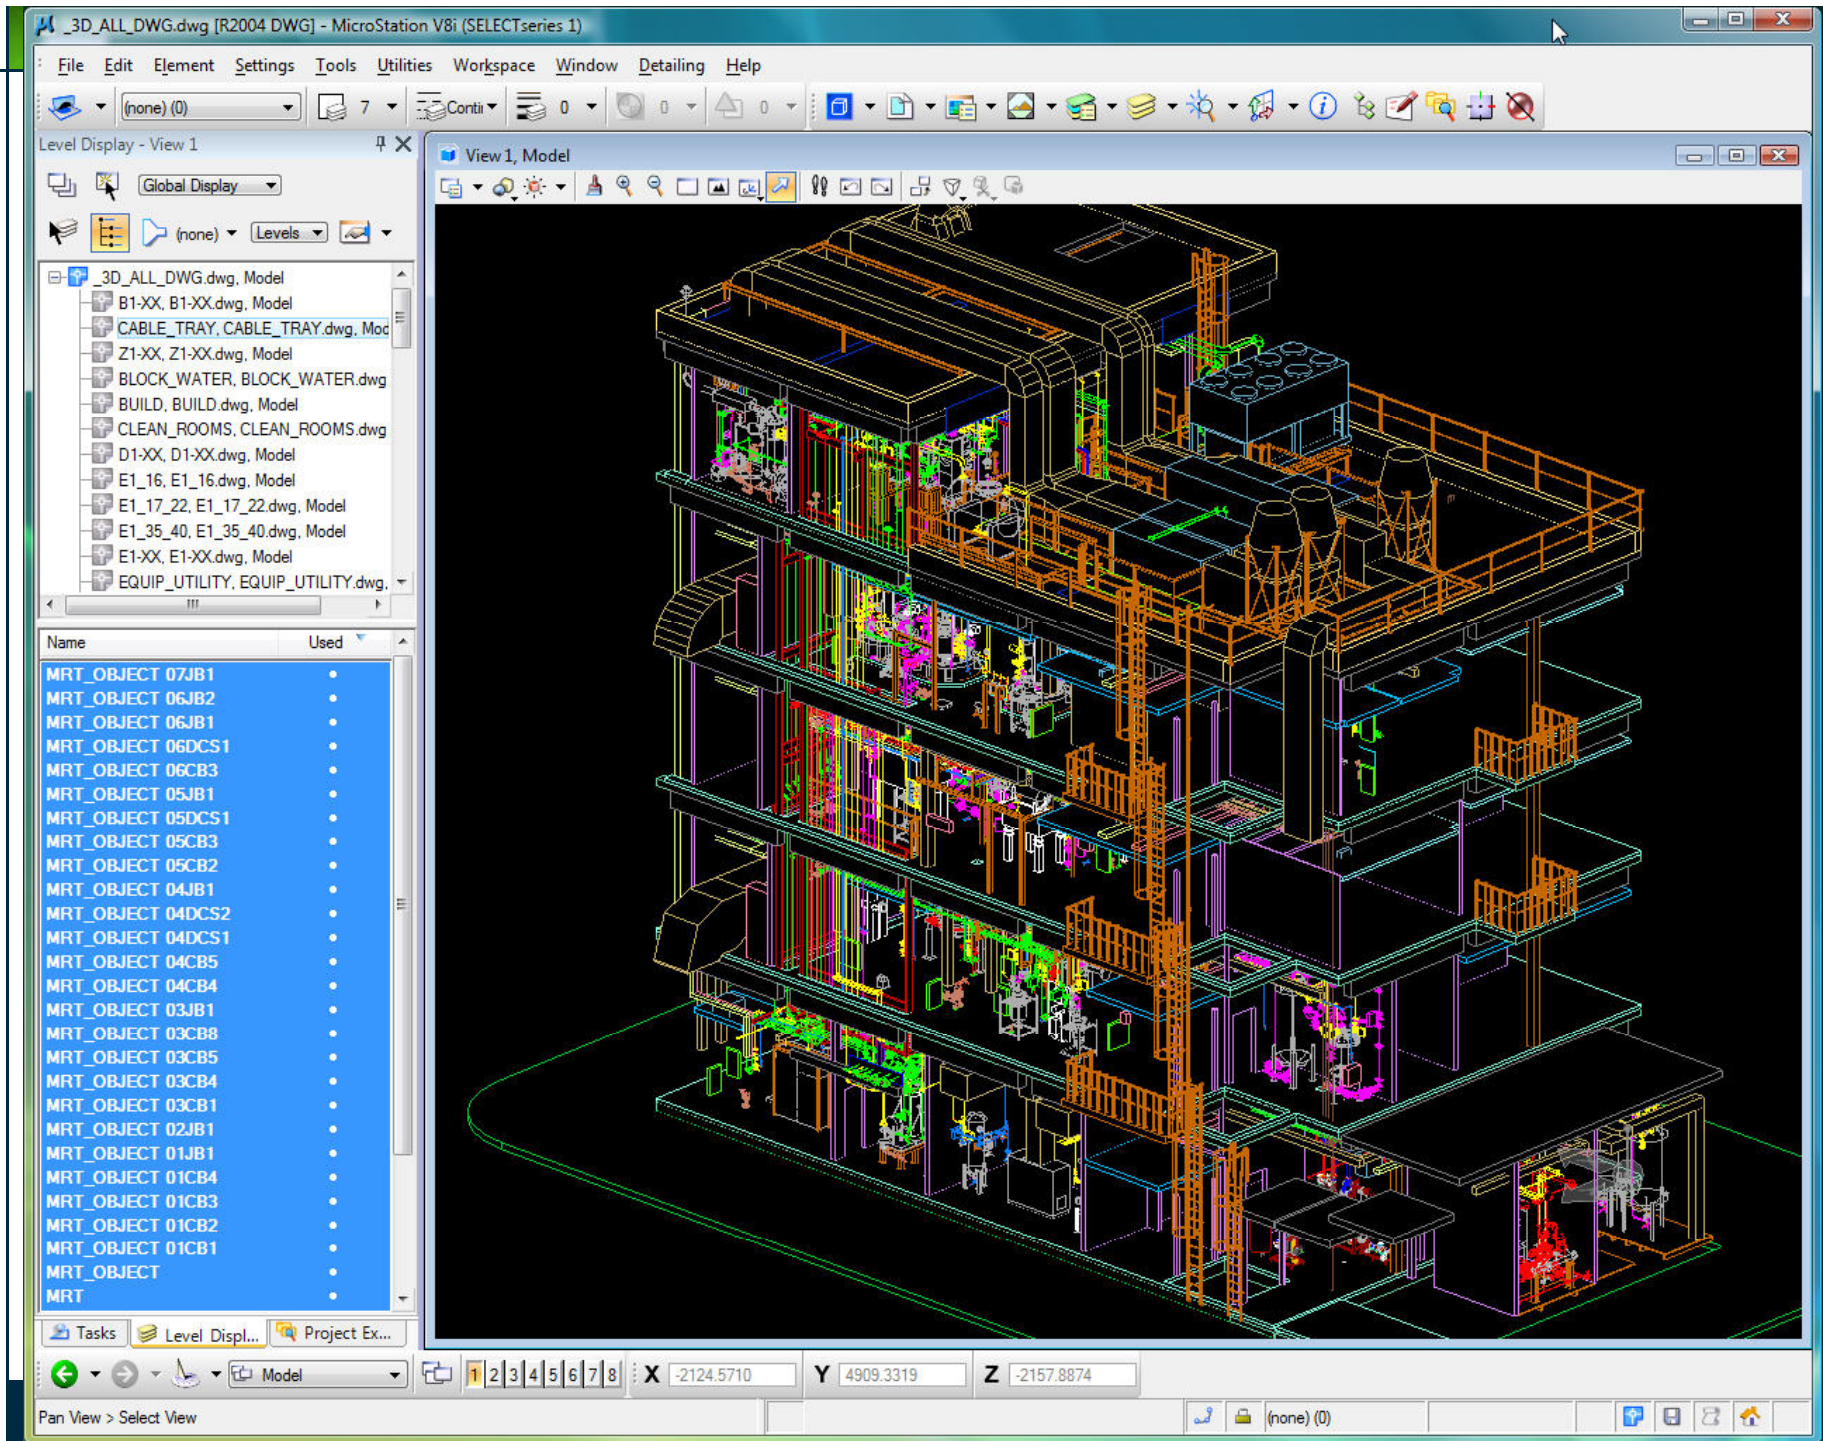 _3D_ALL_DWG.dwg [R2004 DWG] - MicroStation V8i (SELECTseries 1)
File Edit Element Settings Tools Utilities Workspace Window Detailing Help
(none) (0) 7 Conti 0 0 0
Level Display - View 1
View 1, Model
Global Display
(none) Levels
_3D_ALL_DWG.dwg, Model
B1-XX, B1-XX.dwg, Model
CABLE_TRAY, CABLE_TRAY.dwg, Mod
Z1-XX, Z1-XX.dwg, Model
BLOCK_WATER, BLOCK_WATER.dwg
BUILD, BUILD.dwg, Model
CLEAN_ROOMS, CLEAN_ROOMS.dwg
D1-XX, D1-XX.dwg, Model
E1_16, E1_16.dwg, Model
E1_17_22, E1_17_22.dwg, Model
E1_35_40, E1_35_40.dwg, Model
E1-XX, E1-XX.dwg, Model
EQUIP_UTILITY, EQUIP_UTILITY.dwg,
Name Used
MRT_OBJECT 07JB1
MRT_OBJECT 06JB2
MRT_OBJECT 06JB1
MRT_OBJECT 06DCS1
MRT_OBJECT 06CB3
MRT_OBJECT 05JB1
MRT_OBJECT 05DCS1
MRT_OBJECT 05CB3
MRT_OBJECT 05CB2
MRT_OBJECT 04JB1
MRT_OBJECT 04DCS2
MRT_OBJECT 04DCS1
MRT_OBJECT 04CB5
MRT_OBJECT 04CB4
MRT_OBJECT 03JB1
MRT_OBJECT 03CB8
MRT_OBJECT 03CB5
MRT_OBJECT 03CB4
MRT_OBJECT 03CB1
MRT_OBJECT 02JB1
MRT_OBJECT 01JB1
MRT_OBJECT 01CB4
MRT_OBJECT 01CB3
MRT_OBJECT 01CB2
MRT_OBJECT 01CB1
MRT_OBJECT
MRT
Tasks Level Displ... Project Ex...
Model 1 2 3 4 5 6 7 8 X -2124.5710 Y 4909.3319 Z -2157.8874
Pan View > Select View (none) (0)